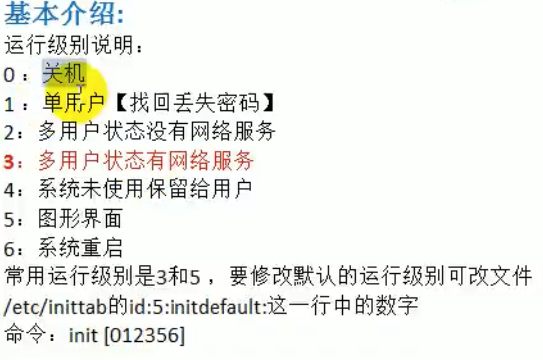 基本介绍:
运行级别说明：
0 ：关机
1 ：单用户【找回丢失密码】
2：多用户状态没有网络服务
3：多用户状态有网络服务
4：系统未使用保留给用户
5：图形界面
6：系统重启
常用运行级别是3和5 ，要修改默认的运行级别可改文件
/etc/inittab的id:5:initdefault:这一行中的数字
命令：init [012356]